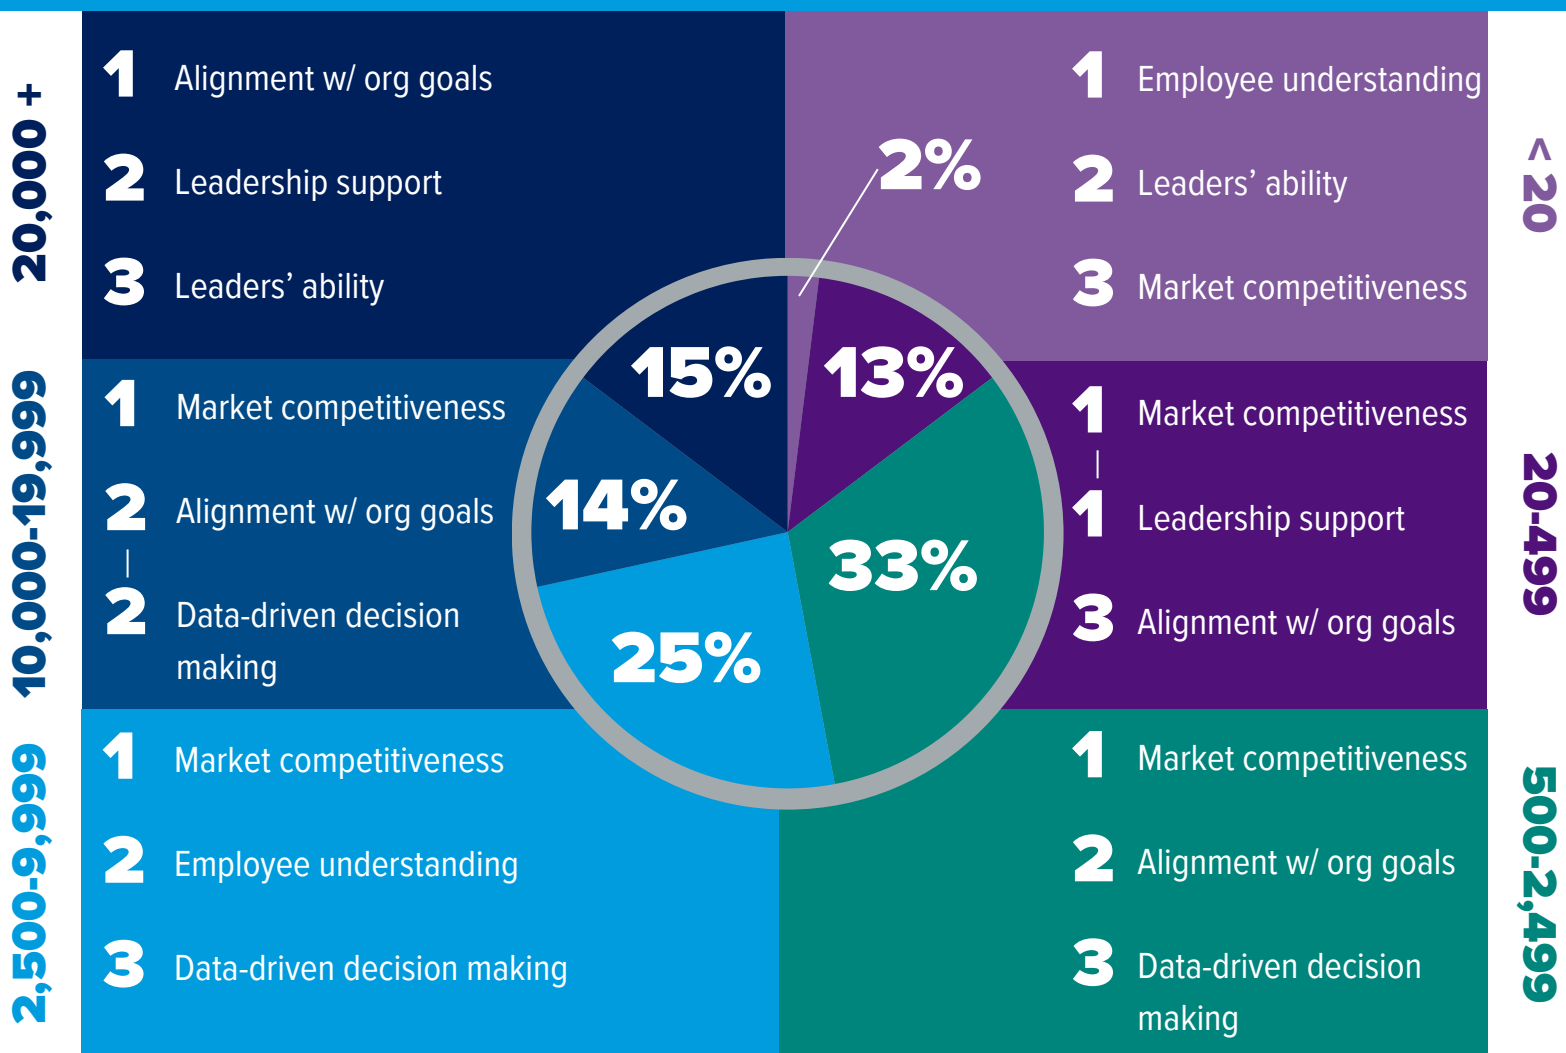 20,000 +
1 Alignment w/ org goals
2 Leadership support
3 Leaders’ ability
10,000-19,999
1 Market competitiveness
2 Alignment w/ org goals
2 Data-driven decision
making
2,500-9,999
1 Market competitiveness
2 Employee understanding
3 Data-driven decision making
2%
13%
33%
25%
14%
15%
< 20
1 Employee understanding
2 Leaders’ ability
3 Market competitiveness
20-499
1 Market competitiveness
1 Leadership support
3 Alignment w/ org goals
500-2,499
1 Market competitiveness
2 Alignment w/ org goals
3 Data-driven decision
making